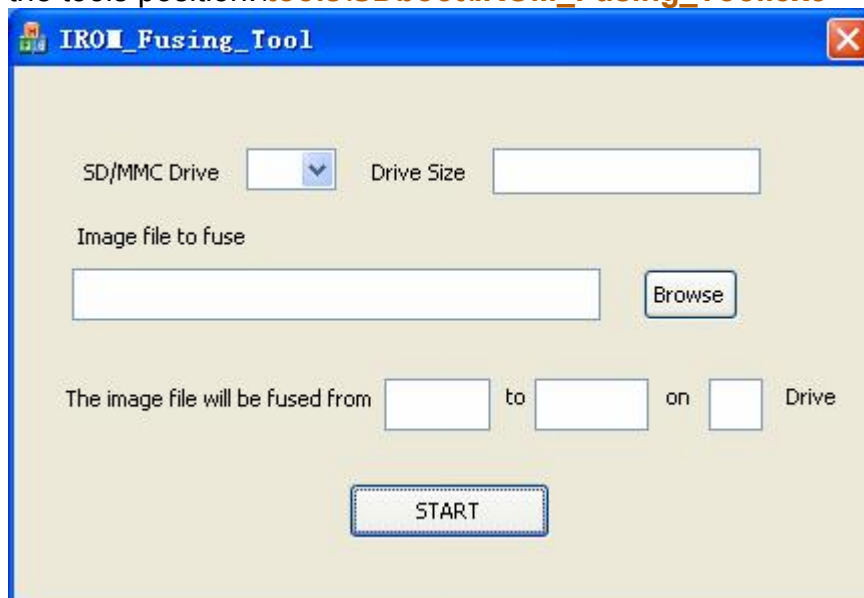 the tools position
IROM_Fusing_Tool
SD/MMC Drive Drive Size
Image file to fuse
Browse
The image file will be fused from to on Drive
START